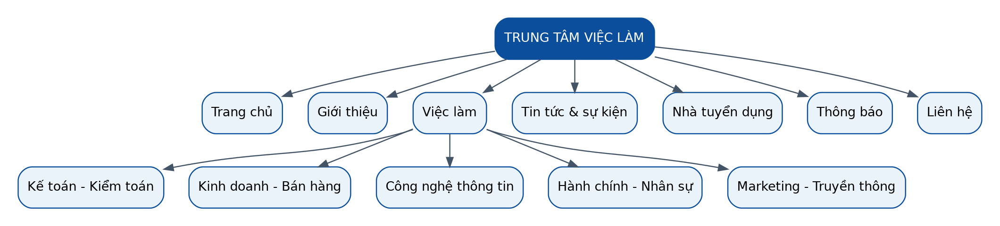 TRUNG TÂM VIỆC LÀM
Trang chủ
Giới thiệu
Việc làm
Tin tức & sự kiện
Nhà tuyển dụng
Thông báo
Liên hệ
Kế toán - Kiểm toán
Kinh doanh - Bán hàng
Công nghệ thông tin
Hành chính - Nhân sự
Marketing - Truyền thông